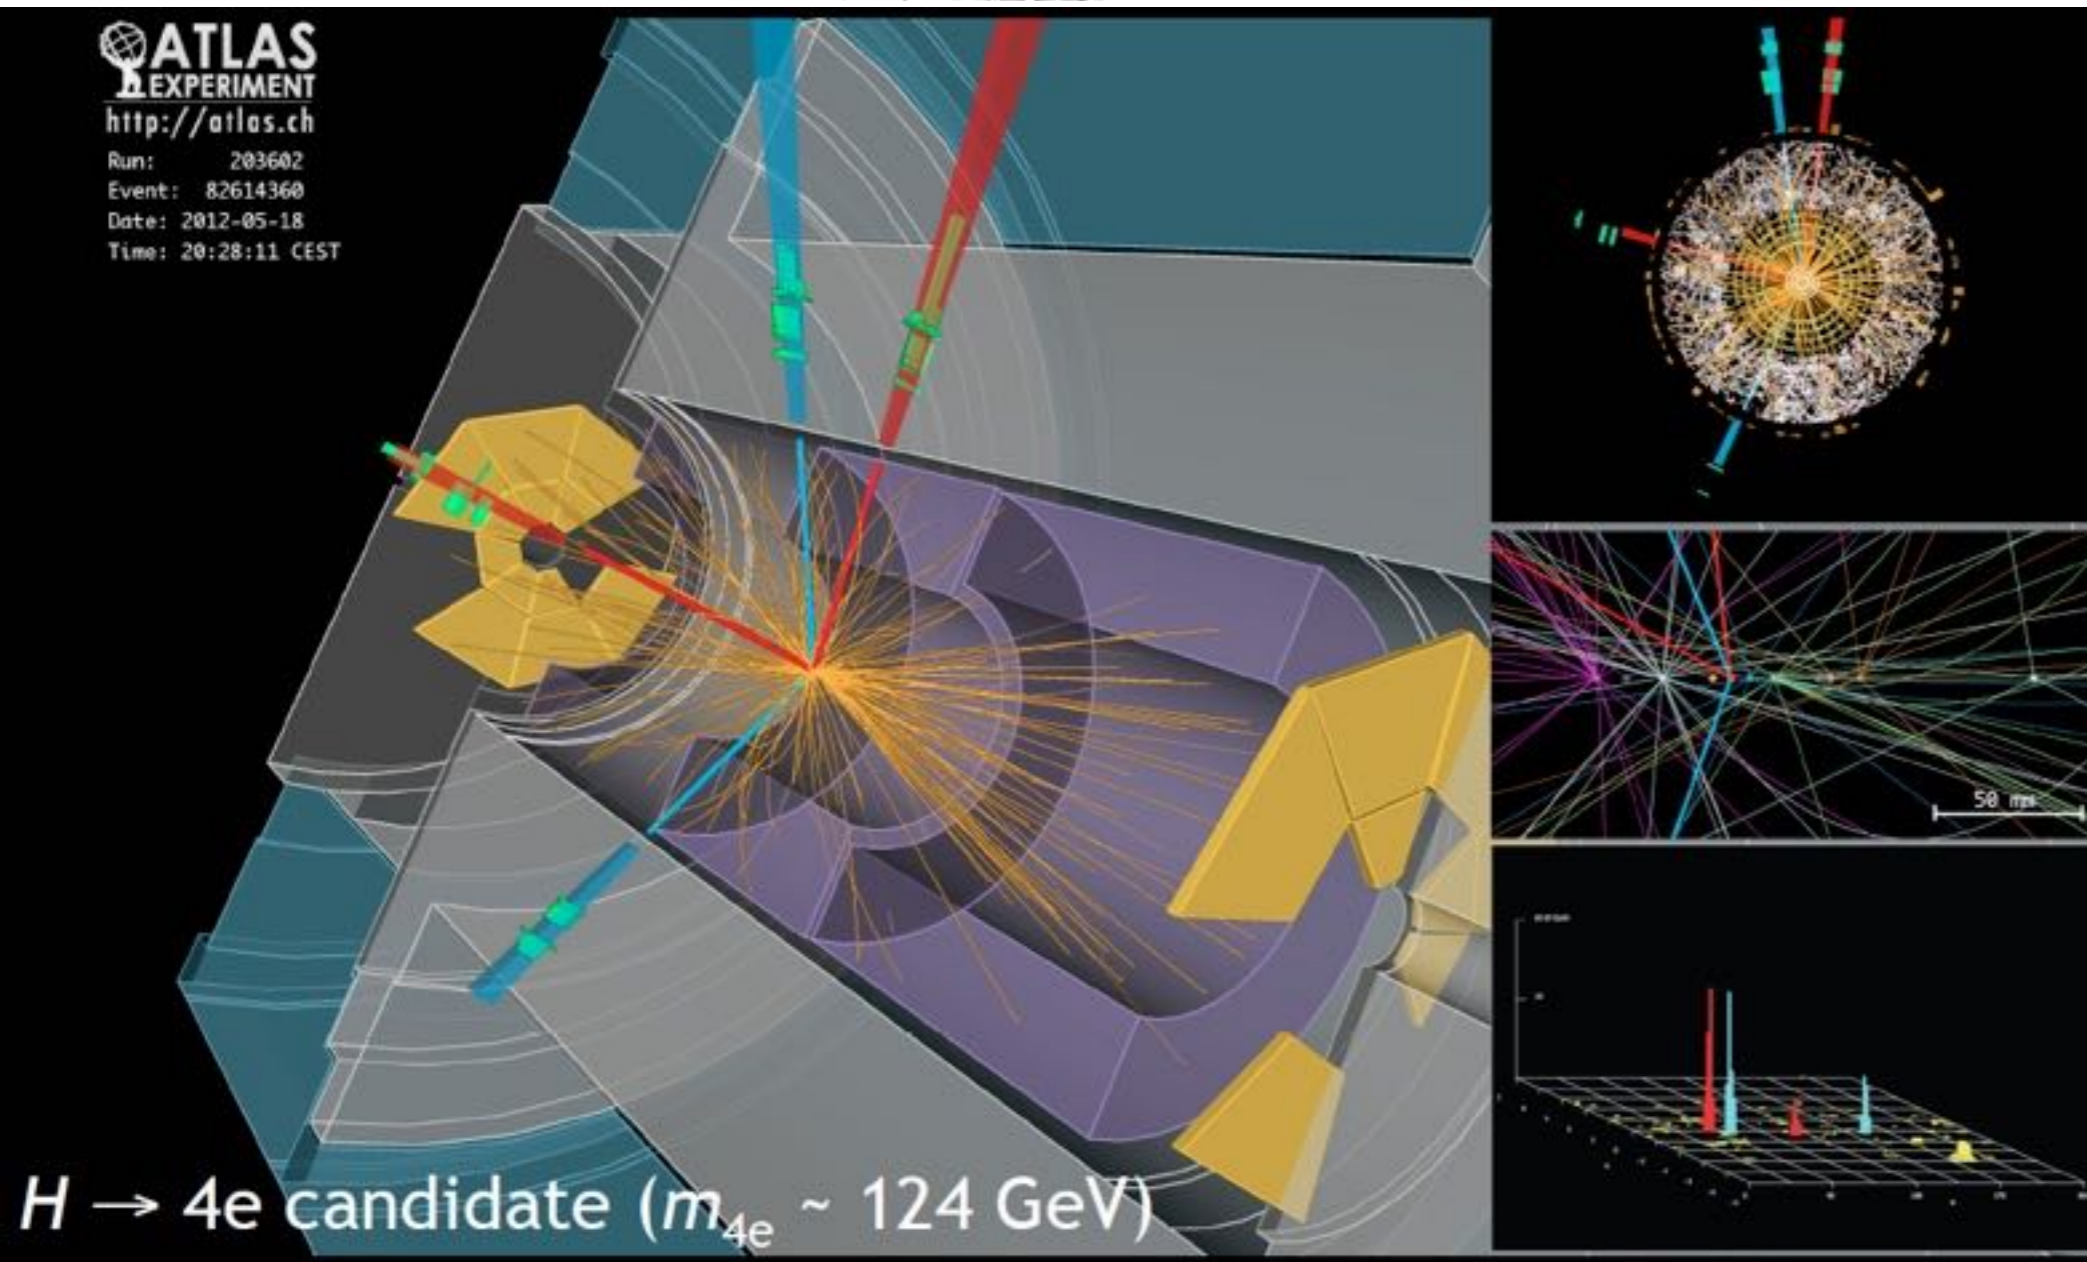 ATLAS
EXPERIMENT
http://atlas.ch
Run: 203602
Event: 82614360
Date: 2012-05-18
Time: 20:28:11 CEST
50 mm
H → 4e candidate (m4e ~ 124 GeV)